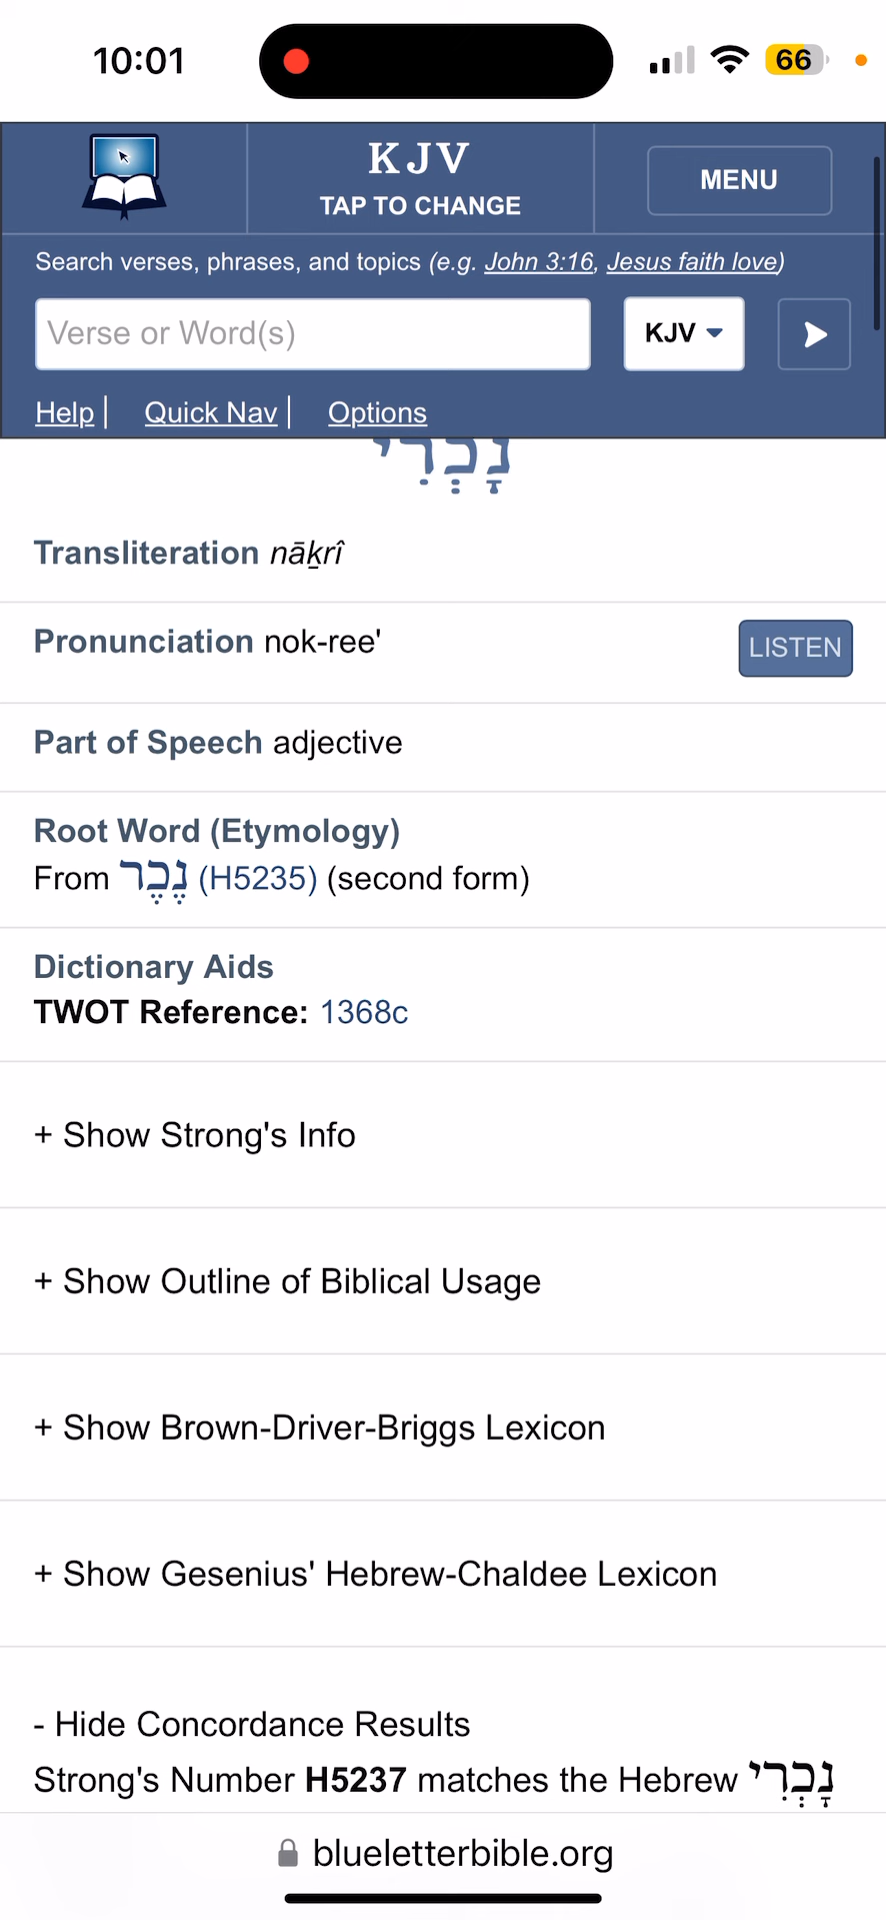 10:01
66
KJV
TAP TO CHANGE
MENU
Search verses, phrases, and topics (e.g. John 3:16, Jesus faith love)
Verse or Word(s)
KJV
Help | Quick Nav | Options
נָכְרִי
Transliteration nāḵrî
Pronunciation nok-ree'
LISTEN
Part of Speech adjective
Root Word (Etymology)
From נֶכֶר (H5235) (second form)
Dictionary Aids
TWOT Reference: 1368c
+ Show Strong's Info
+ Show Outline of Biblical Usage
+ Show Brown-Driver-Briggs Lexicon
+ Show Gesenius' Hebrew-Chaldee Lexicon
- Hide Concordance Results
Strong's Number H5237 matches the Hebrew נָכְרִי
blueletterbible.org